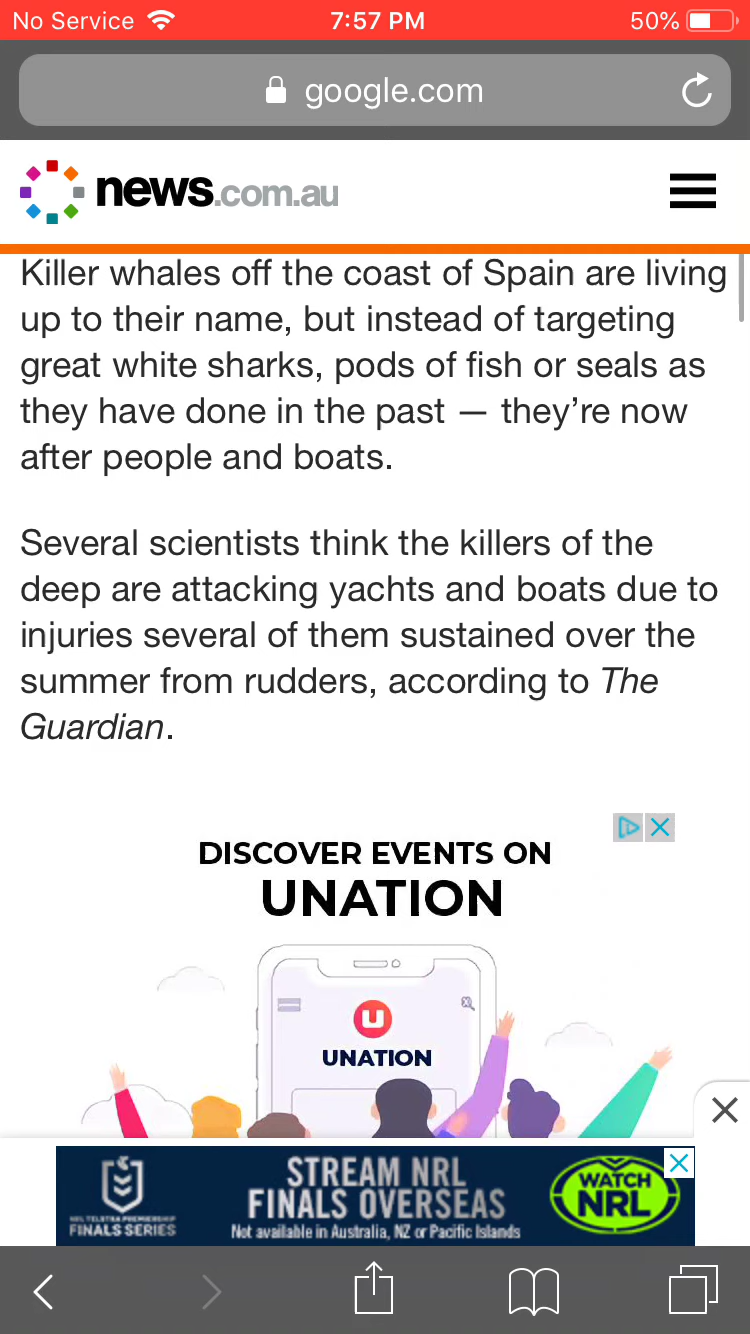 No Service
7:57 PM
50%
google.com
news.com.au
Killer whales off the coast of Spain are living
up to their name, but instead of targeting
great white sharks, pods of fish or seals as
they have done in the past — they’re now
after people and boats.
Several scientists think the killers of the
deep are attacking yachts and boats due to
injuries several of them sustained over the
summer from rudders, according to The
Guardian.
DISCOVER EVENTS ON
UNATION
UNATION
NRL TELSTRA PREMIERSHIP
FINALS SERIES
STREAM NRL
FINALS OVERSEAS
Not available in Australia, NZ or Pacific Islands
WATCH
NRL